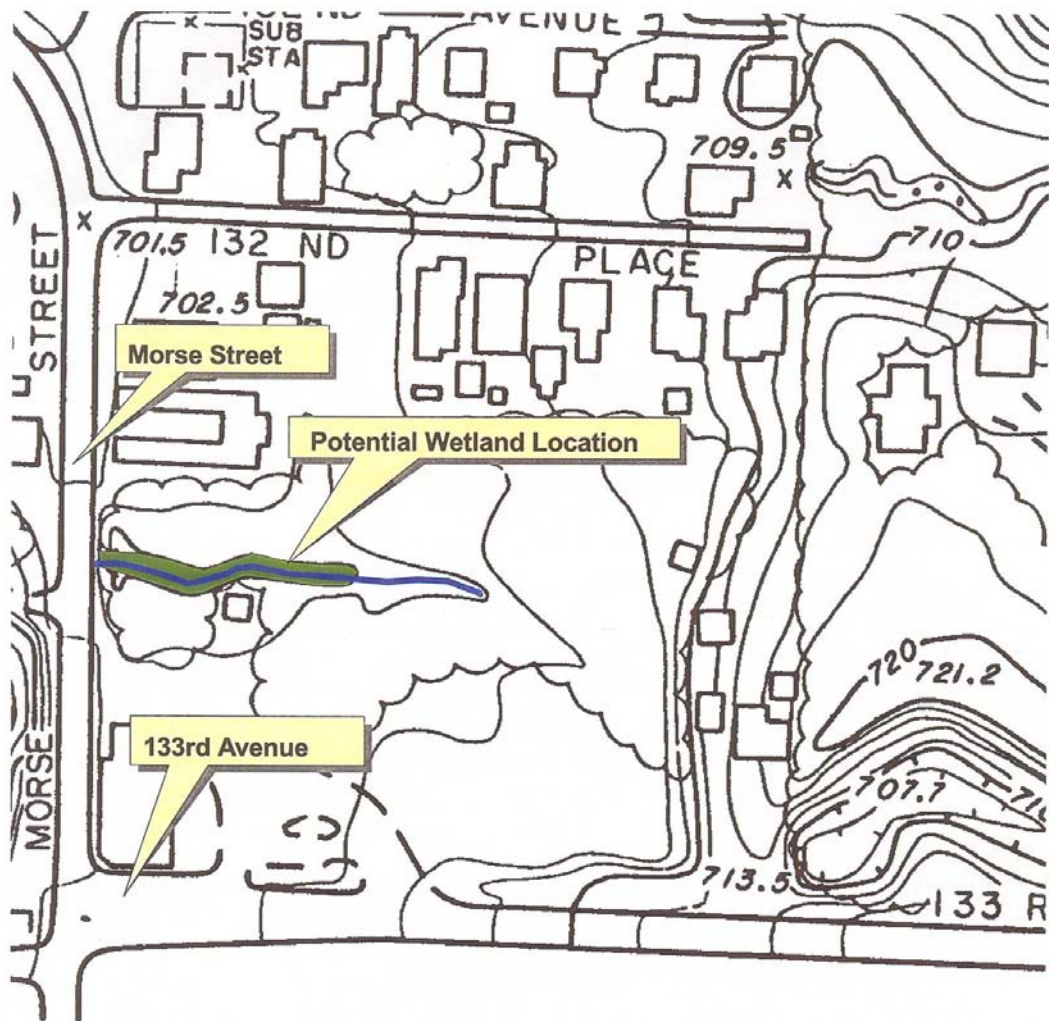 AVENUE
SUB
STA
709.5
X
X
701.5
132 ND
PLACE
710
702.5
STREET
Morse Street
Potential Wetland Location
720
721.2
133rd Avenue
MORSE
707.7
713.5
133 R